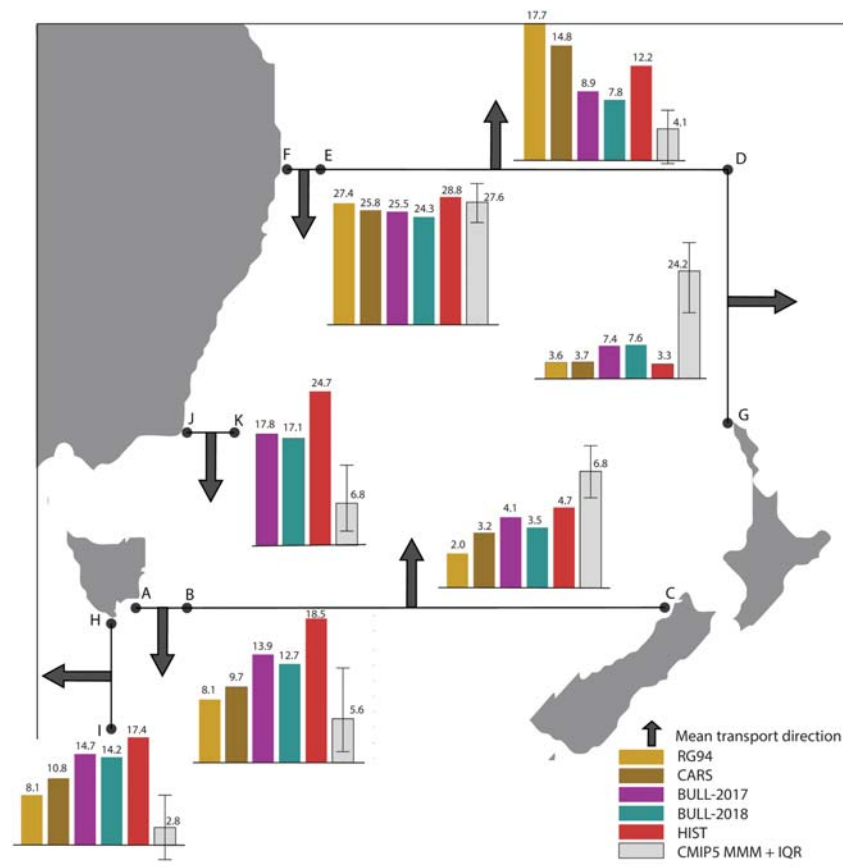 17.7
14.8
8.9
7.8
12.2
4.1
F
E
D
27.4
25.8
25.5
24.3
28.8
27.6
24.2
3.6
3.7
7.4
7.6
3.3
J
K
G
17.8
17.1
24.7
6.8
2.0
3.2
4.1
3.5
4.7
6.8
A
B
C
H
8.1
9.7
13.9
12.7
18.5
5.6
I
8.1
10.8
14.7
14.2
17.4
2.8
Mean transport direction
RG94
CARS
BULL-2017
BULL-2018
HIST
CMIP5 MMM + IQR